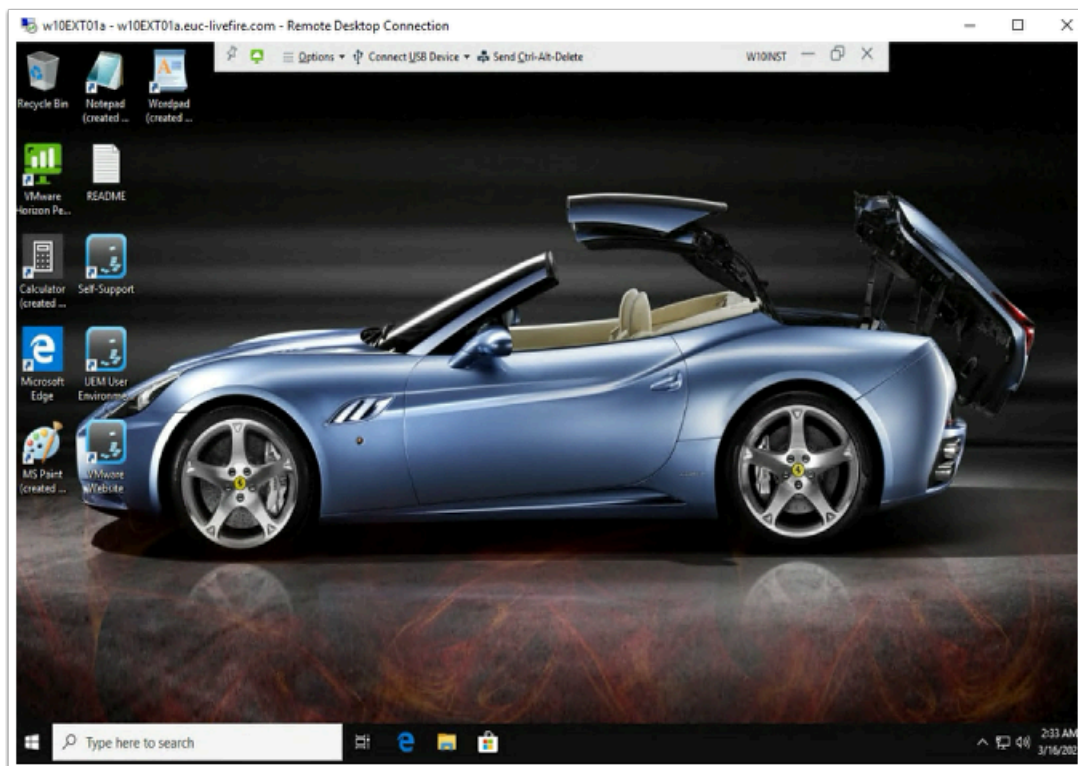 w10EXT01a - w10EXT01a.euc-livefire.com - Remote Desktop Connection
Options
Connect USB Device
Send Ctrl-Alt-Delete
W10INST
Recycle Bin
Notepad
(created ...
Wordpad
(created ...
VMware
Horizon Pe...
README
Calculator
(created ...
Self-Support
Microsoft
Edge
UEM User
Environme...
MS Paint
(created ...
VMware
Website
Type here to search
2:33 AM
3/16/202